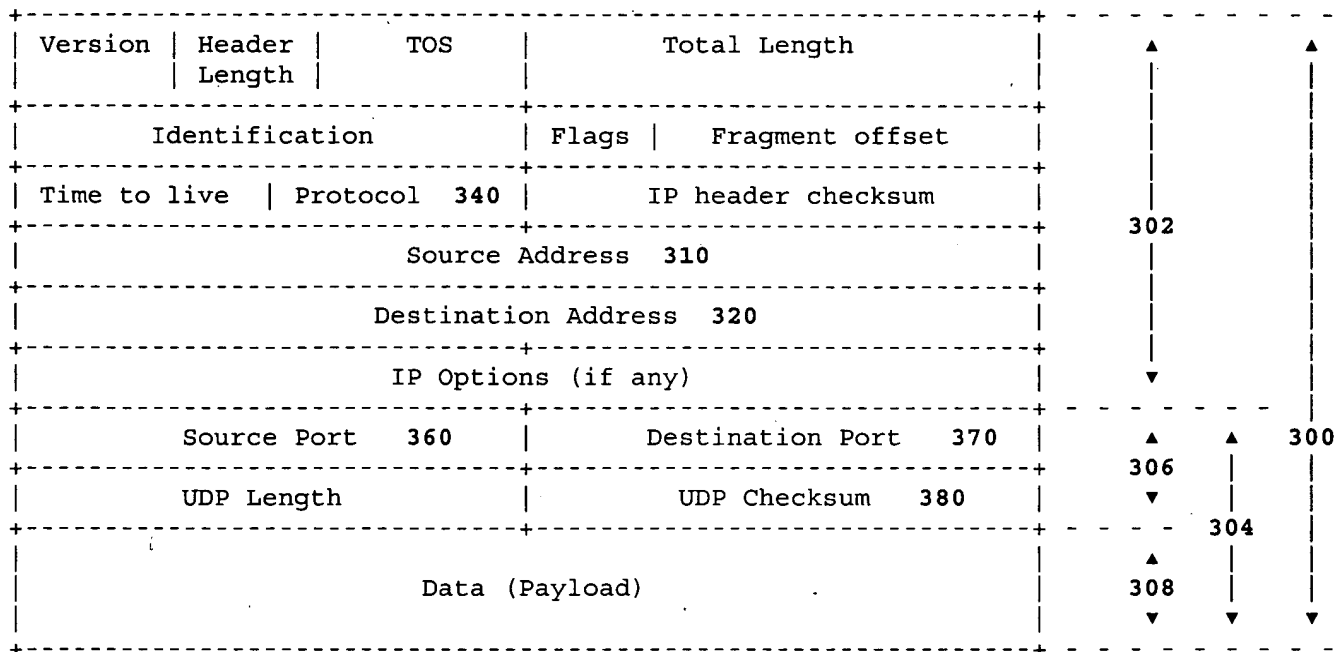 Version Header TOS Total Length
Length
Identification Flags Fragment offset
Time to live Protocol 340 IP header checksum
302
Source Address 310
Destination Address 320
IP Options (if any)
Source Port 360 Destination Port 370 300
306
UDP Length UDP Checksum 380
304
Data (Payload) 308